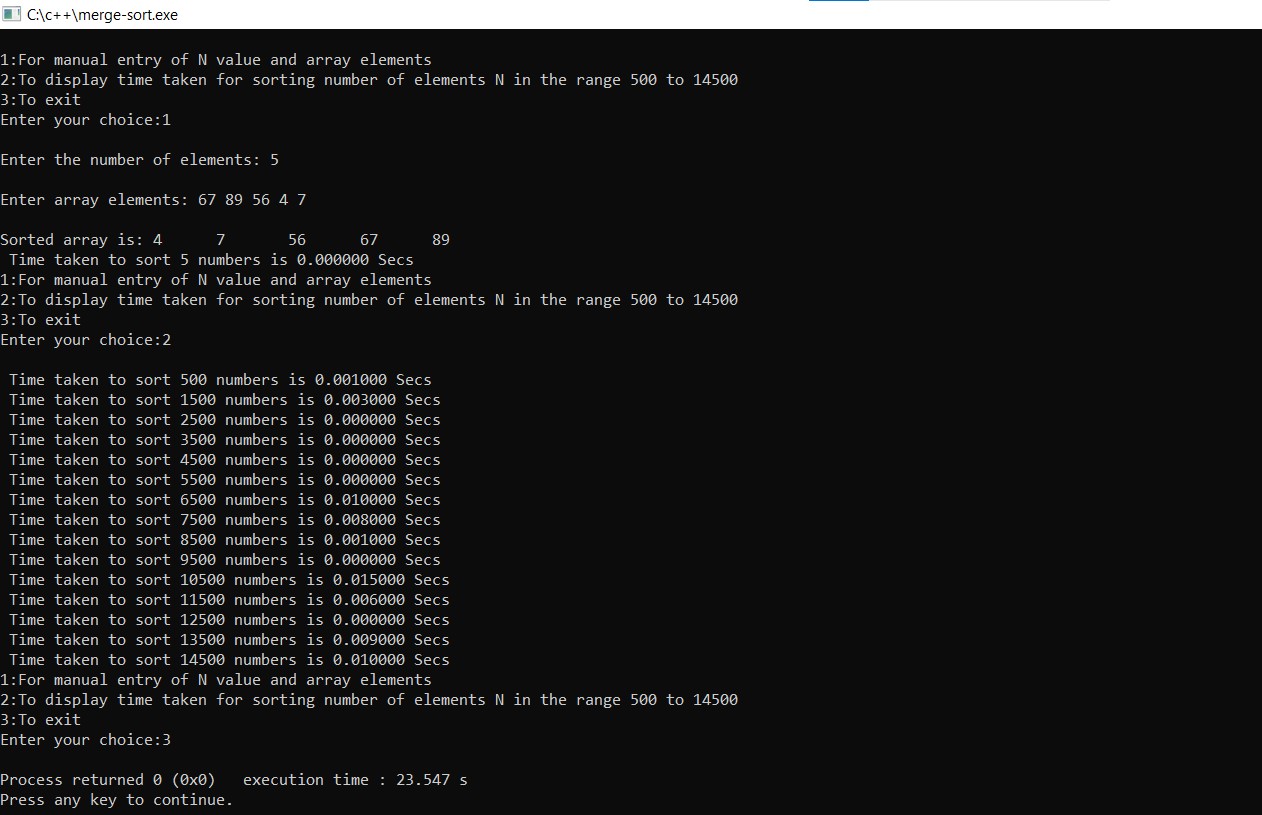 C:\c++\merge-sort.exe
1:For manual entry of N value and array elements
2:To display time taken for sorting number of elements N in the range 500 to 14500
3:To exit
Enter your choice:1
Enter the number of elements: 5
Enter array elements: 67 89 56 4 7
Sorted array is: 4      7       56      67      89
 Time taken to sort 5 numbers is 0.000000 Secs
1:For manual entry of N value and array elements
2:To display time taken for sorting number of elements N in the range 500 to 14500
3:To exit
Enter your choice:2
 Time taken to sort 500 numbers is 0.001000 Secs
 Time taken to sort 1500 numbers is 0.003000 Secs
 Time taken to sort 2500 numbers is 0.000000 Secs
 Time taken to sort 3500 numbers is 0.000000 Secs
 Time taken to sort 4500 numbers is 0.000000 Secs
 Time taken to sort 5500 numbers is 0.000000 Secs
 Time taken to sort 6500 numbers is 0.010000 Secs
 Time taken to sort 7500 numbers is 0.008000 Secs
 Time taken to sort 8500 numbers is 0.001000 Secs
 Time taken to sort 9500 numbers is 0.000000 Secs
 Time taken to sort 10500 numbers is 0.015000 Secs
 Time taken to sort 11500 numbers is 0.006000 Secs
 Time taken to sort 12500 numbers is 0.000000 Secs
 Time taken to sort 13500 numbers is 0.009000 Secs
 Time taken to sort 14500 numbers is 0.010000 Secs
1:For manual entry of N value and array elements
2:To display time taken for sorting number of elements N in the range 500 to 14500
3:To exit
Enter your choice:3
Process returned 0 (0x0)   execution time : 23.547 s
Press any key to continue.